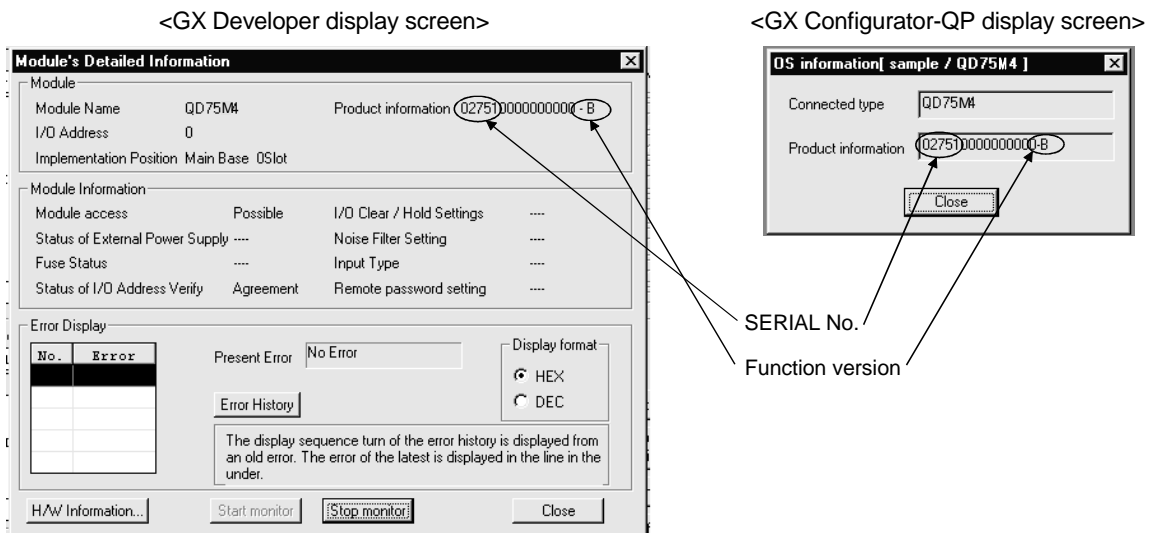 <GX Developer display screen>
<GX Configurator-QP display screen>
Module's Detailed Information
Module
Module Name QD75M4 Product information 027510000000000 - B
I/O Address 0
Implementation Position Main Base 0Slot
Module Information
Module access Possible I/O Clear / Hold Settings ----
Status of External Power Supply ---- Noise Filter Setting ----
Fuse Status ---- Input Type ----
Status of I/O Address Verify Agreement Remote password setting ----
Error Display
No. Error
Present Error No Error
Display format
HEX
DEC
Error History
The display sequence turn of the error history is displayed from
an old error. The error of the latest is displayed in the line in the
under.
H/W Information... Start monitor Stop monitor Close
OS information[ sample / QD75M4 ]
Connected type QD75M4
Product information 027510000000000-B
Close
SERIAL No.
Function version